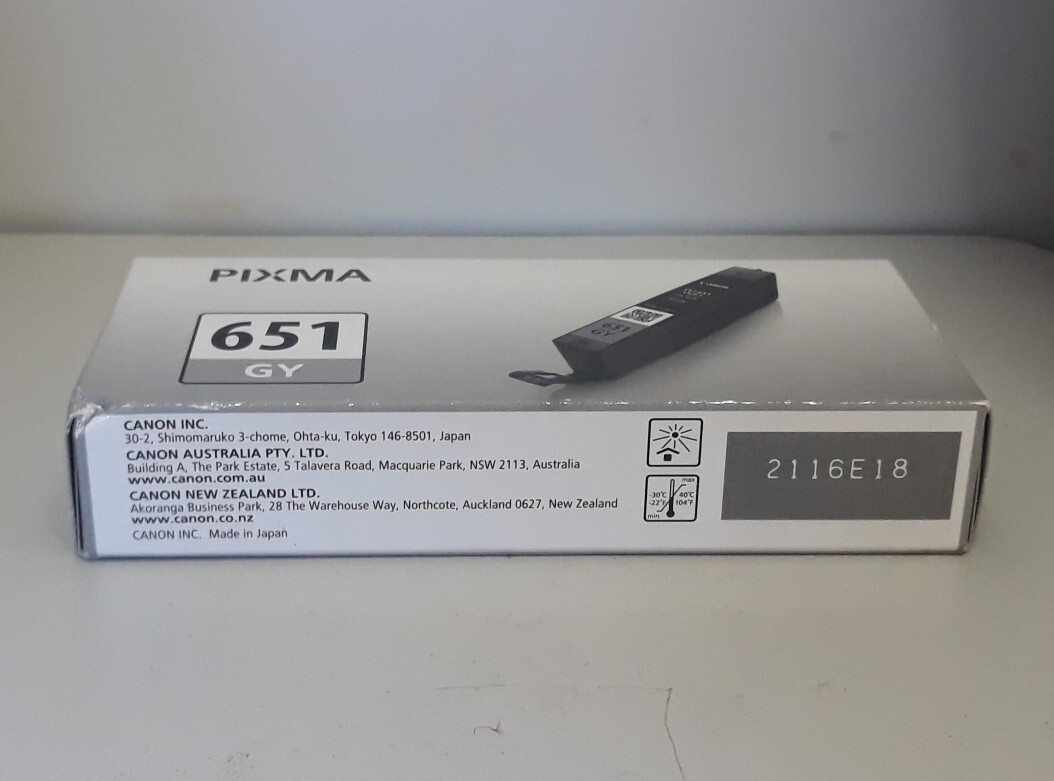 PIXMA
651
GY
Canon
651
GY
CANON INC.
30-2, Shimomaruko 3-chome, Ohta-ku, Tokyo 146-8501, Japan
CANON AUSTRALIA PTY. LTD.
Building A, The Park Estate, 5 Talavera Road, Macquarie Park, NSW 2113, Australia
www.canon.com.au
CANON NEW ZEALAND LTD.
Akoranga Business Park, 28 The Warehouse Way, Northcote, Auckland 0627, New Zealand
www.canon.co.nz
CANON INC. Made in Japan
max
-30°C 40°C
-22°F 104°F
min
2116E18